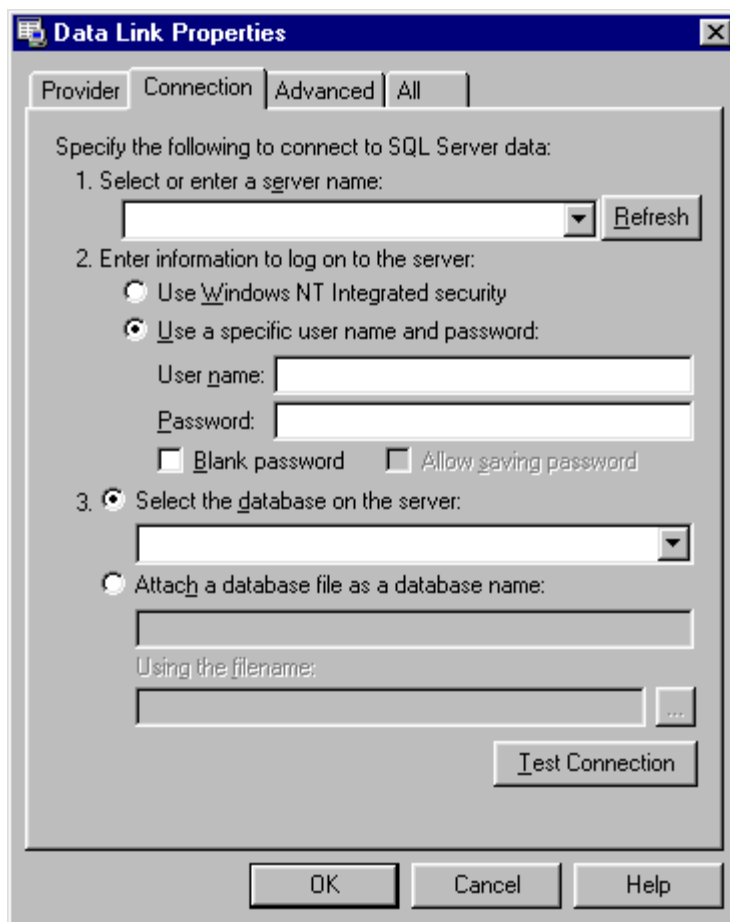 Data Link Properties
Provider Connection Advanced All
Specify the following to connect to SQL Server data:
1. Select or enter a server name:
Refresh
2. Enter information to log on to the server:
Use Windows NT Integrated security
Use a specific user name and password:
User name:
Password:
Blank password Allow saving password
3. Select the database on the server:
Attach a database file as a database name:
Using the filename:
...
Test Connection
OK Cancel Help